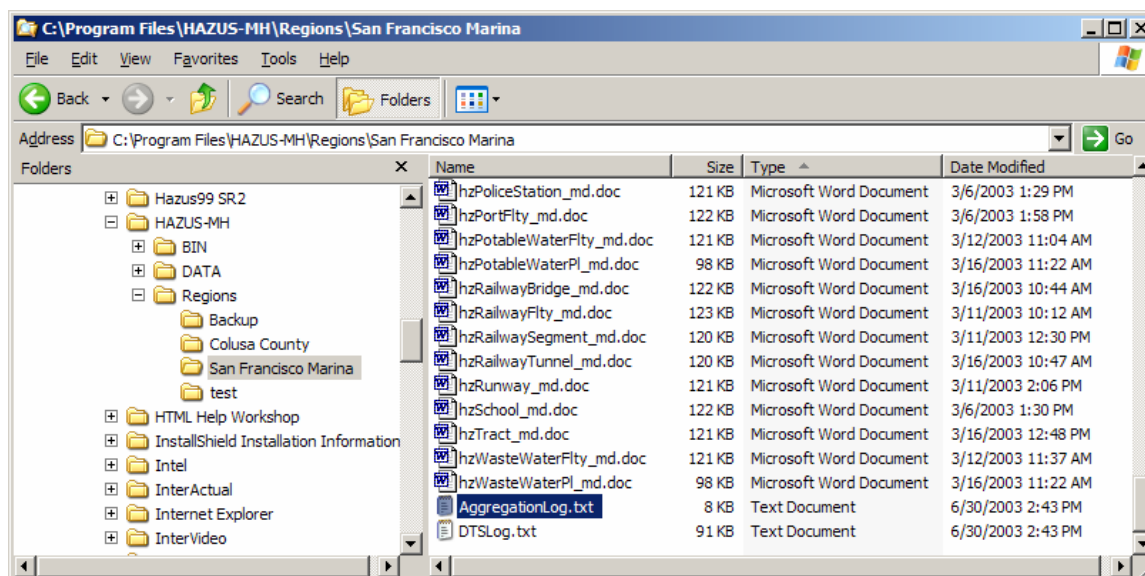 C:\Program Files\HAZUS-MH\Regions\San Francisco Marina
File Edit View Favorites Tools Help
Back Search Folders
Address C:\Program Files\HAZUS-MH\Regions\San Francisco Marina Go
Folders x Name Size Type Date Modified
Hazus99 SR2
HAZUS-MH
BIN
DATA
Regions
Backup
Colusa County
San Francisco Marina
test
HTML Help Workshop
InstallShield Installation Information
Intel
InterActual
Internet Explorer
InterVideo
hzPoliceStation_md.doc 121 KB Microsoft Word Document 3/6/2003 1:29 PM
hzPortFlty_md.doc 122 KB Microsoft Word Document 3/6/2003 1:58 PM
hzPotableWaterFlty_md.doc 121 KB Microsoft Word Document 3/12/2003 11:04 AM
hzPotableWaterPl_md.doc 98 KB Microsoft Word Document 3/16/2003 11:22 AM
hzRailwayBridge_md.doc 122 KB Microsoft Word Document 3/16/2003 10:44 AM
hzRailwayFlty_md.doc 123 KB Microsoft Word Document 3/11/2003 10:12 AM
hzRailwaySegment_md.doc 120 KB Microsoft Word Document 3/11/2003 12:30 PM
hzRailwayTunnel_md.doc 120 KB Microsoft Word Document 3/16/2003 10:47 AM
hzRunway_md.doc 121 KB Microsoft Word Document 3/11/2003 2:06 PM
hzSchool_md.doc 122 KB Microsoft Word Document 3/6/2003 1:30 PM
hzTract_md.doc 121 KB Microsoft Word Document 3/16/2003 12:48 PM
hzWasteWaterFlty_md.doc 121 KB Microsoft Word Document 3/12/2003 11:37 AM
hzWasteWaterPl_md.doc 98 KB Microsoft Word Document 3/16/2003 11:22 AM
AggregationLog.txt 8 KB Text Document 6/30/2003 2:43 PM
DTSLog.txt 91 KB Text Document 6/30/2003 2:43 PM